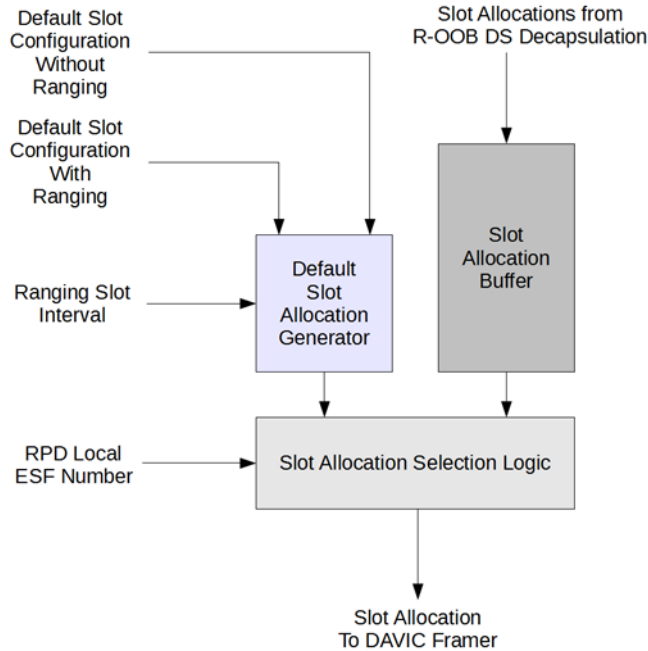 Default Slot
Configuration
Without
Ranging
Slot Allocations from
R-OOB DS Decapsulation
Default Slot
Configuration
With
Ranging
Slot
Allocation
Buffer
Default
Slot
Allocation
Generator
Ranging Slot
Interval
RPD Local
ESF Number
Slot Allocation Selection Logic
Slot Allocation
To DAVIC Framer